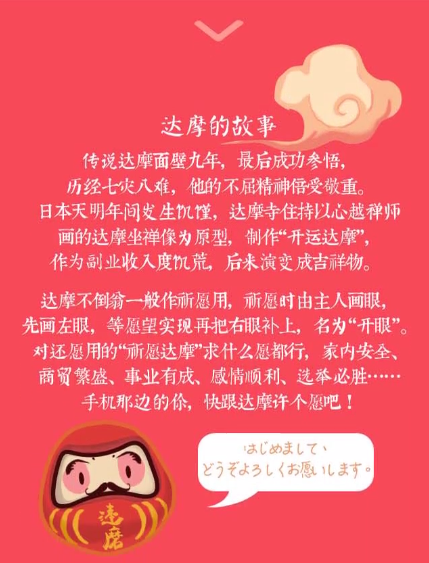 达摩的故事
传说达摩面壁九年，最后成功参悟，
历经七灾八难，他的不屈精神倍受敬重。
日本天明年间发生饥馑，达摩寺住持以心越禅师
画的达摩坐禅像为原型，制作“开运达摩”，
作为副业收入度饥荒，后来演变成吉祥物。
达摩不倒翁一般作祈愿用，祈愿时由主人画眼，
先画左眼，等愿望实现再把右眼补上，名为“开眼”。
对还愿用的“祈愿达摩”求什么愿都行，家内安全、
商贸繁盛、事业有成、感情顺利、选举必胜……
手机那边的你，快跟达摩许个愿吧！
はじめまして、
どうぞよろしくお愿いします。
达
磨